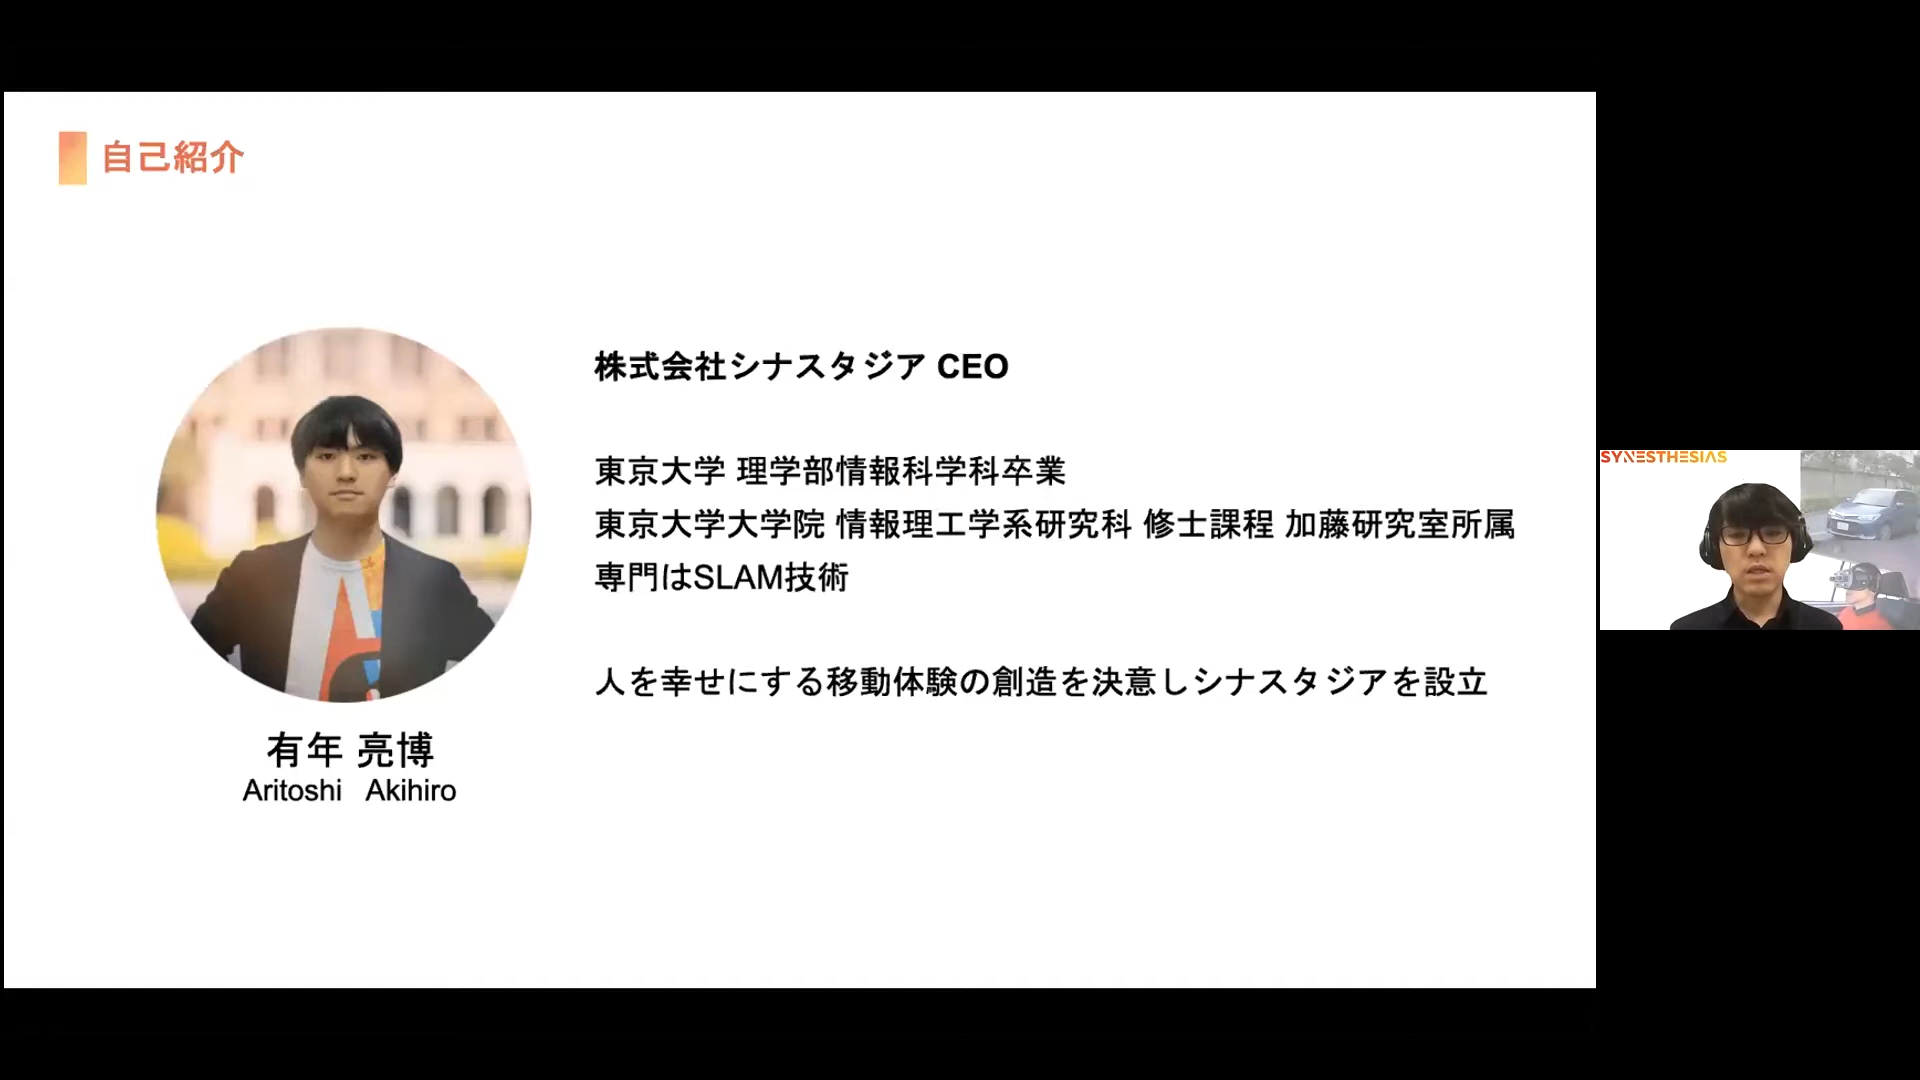 自己紹介
株式会社シナスタジア CEO
東京大学 理学部情報科学科卒業
東京大学大学院 情報理工学系研究科 修士課程 加藤研究室所属
専門はSLAM技術
人を幸せにする移動体験の創造を決意しシナスタジアを設立
有年 亮博
Aritoshi Akihiro
SYNESTHESIAS